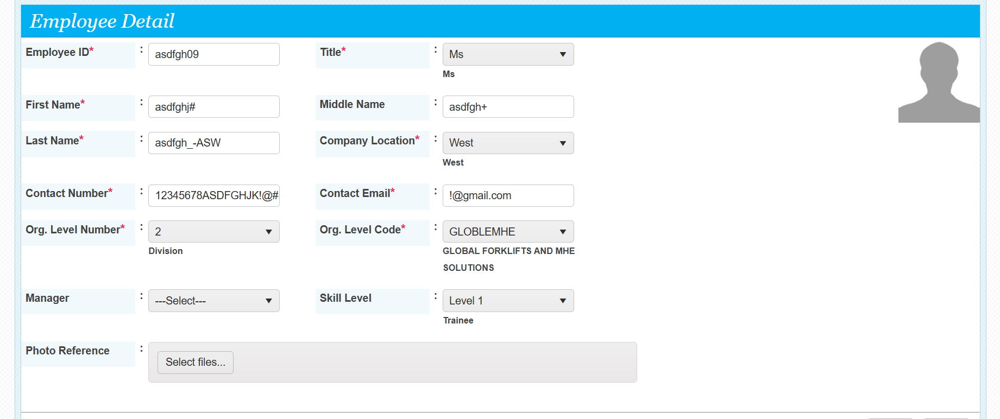 Employee Detail
Employee ID* : asdfgh09 Title* : Ms
Ms
First Name* : asdfghj# Middle Name : asdfgh+
Last Name* : asdfgh_-ASW Company Location* : West
West
Contact Number* : 12345678ASDFGHJK!@# Contact Email* : !@gmail.com
Org. Level Number* : 2 Org. Level Code* : GLOBLEMHE
Division GLOBAL FORKLIFTS AND MHE
SOLUTIONS
Manager : ---Select--- Skill Level : Level 1
Trainee
Photo Reference : Select files...